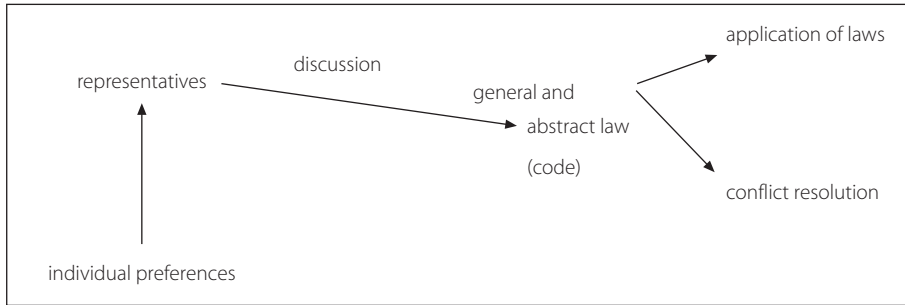 application of laws
discussion
representatives
general and
abstract law
(code)
conflict resolution
individual preferences